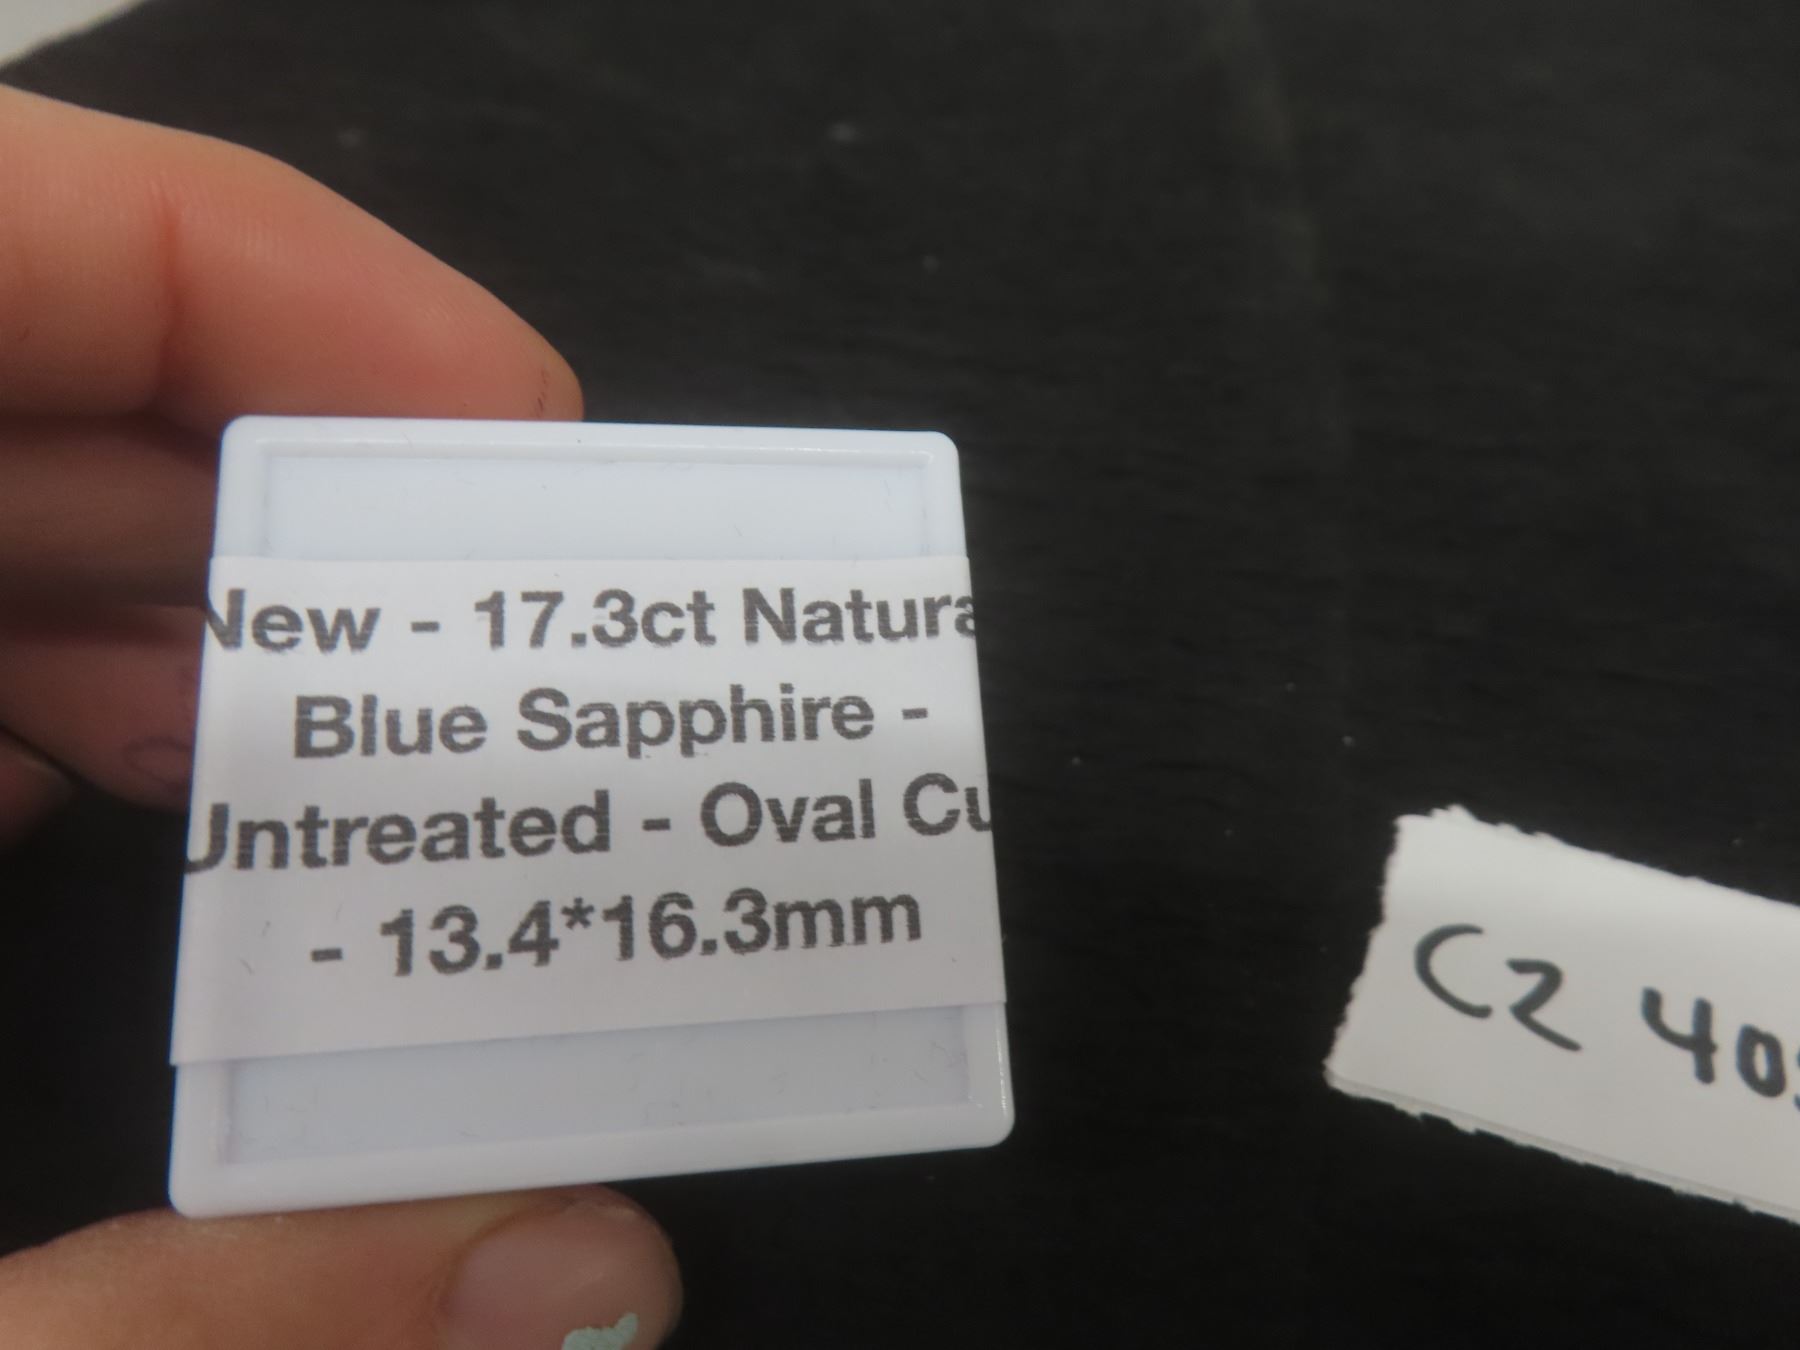 New - 17.3ct Natura
Blue Sapphire -
Untreated - Oval Cu
- 13.4*16.3mm
CZ 40